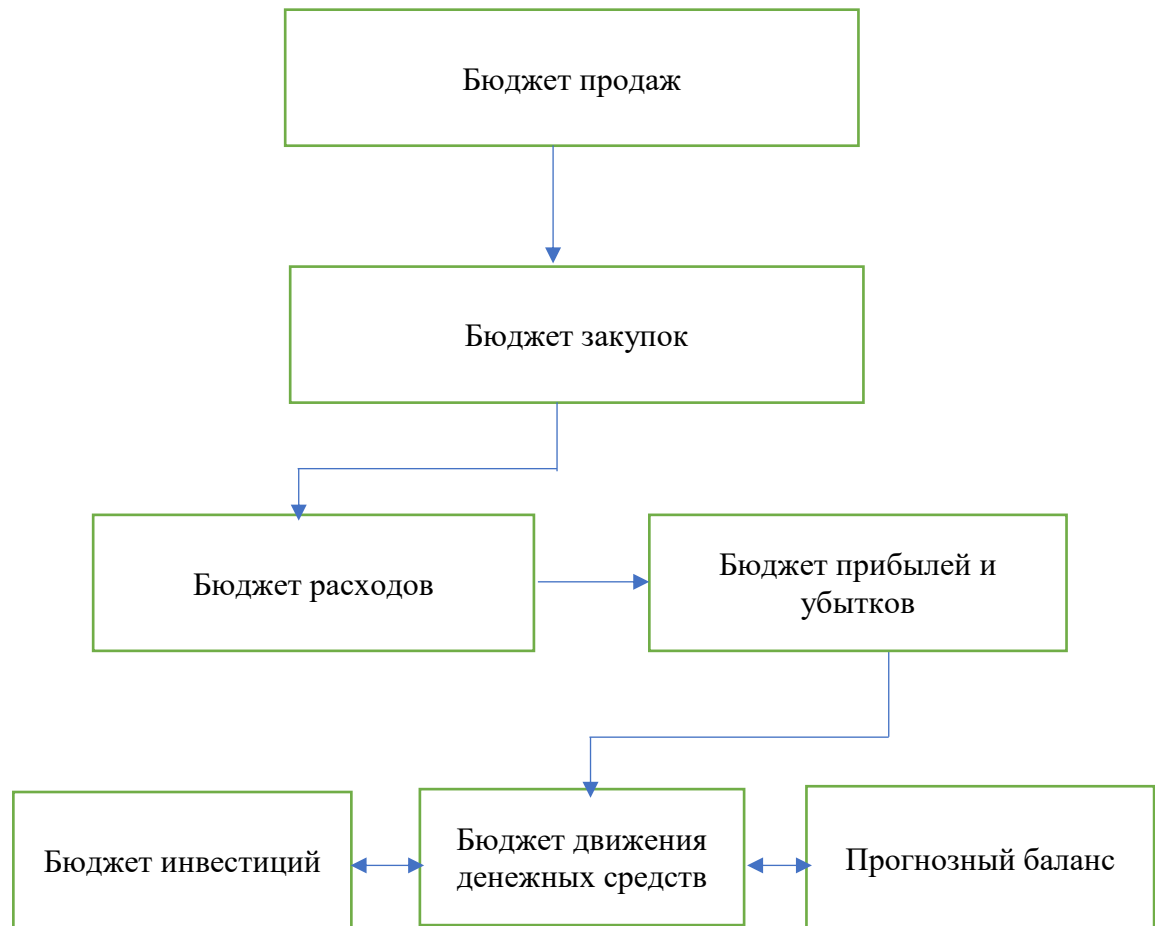 Бюджет продаж
Бюджет закупок
Бюджет расходов
Бюджет прибылей и
убытков
Бюджет инвестиций
Бюджет движения
денежных средств
Прогнозный баланс